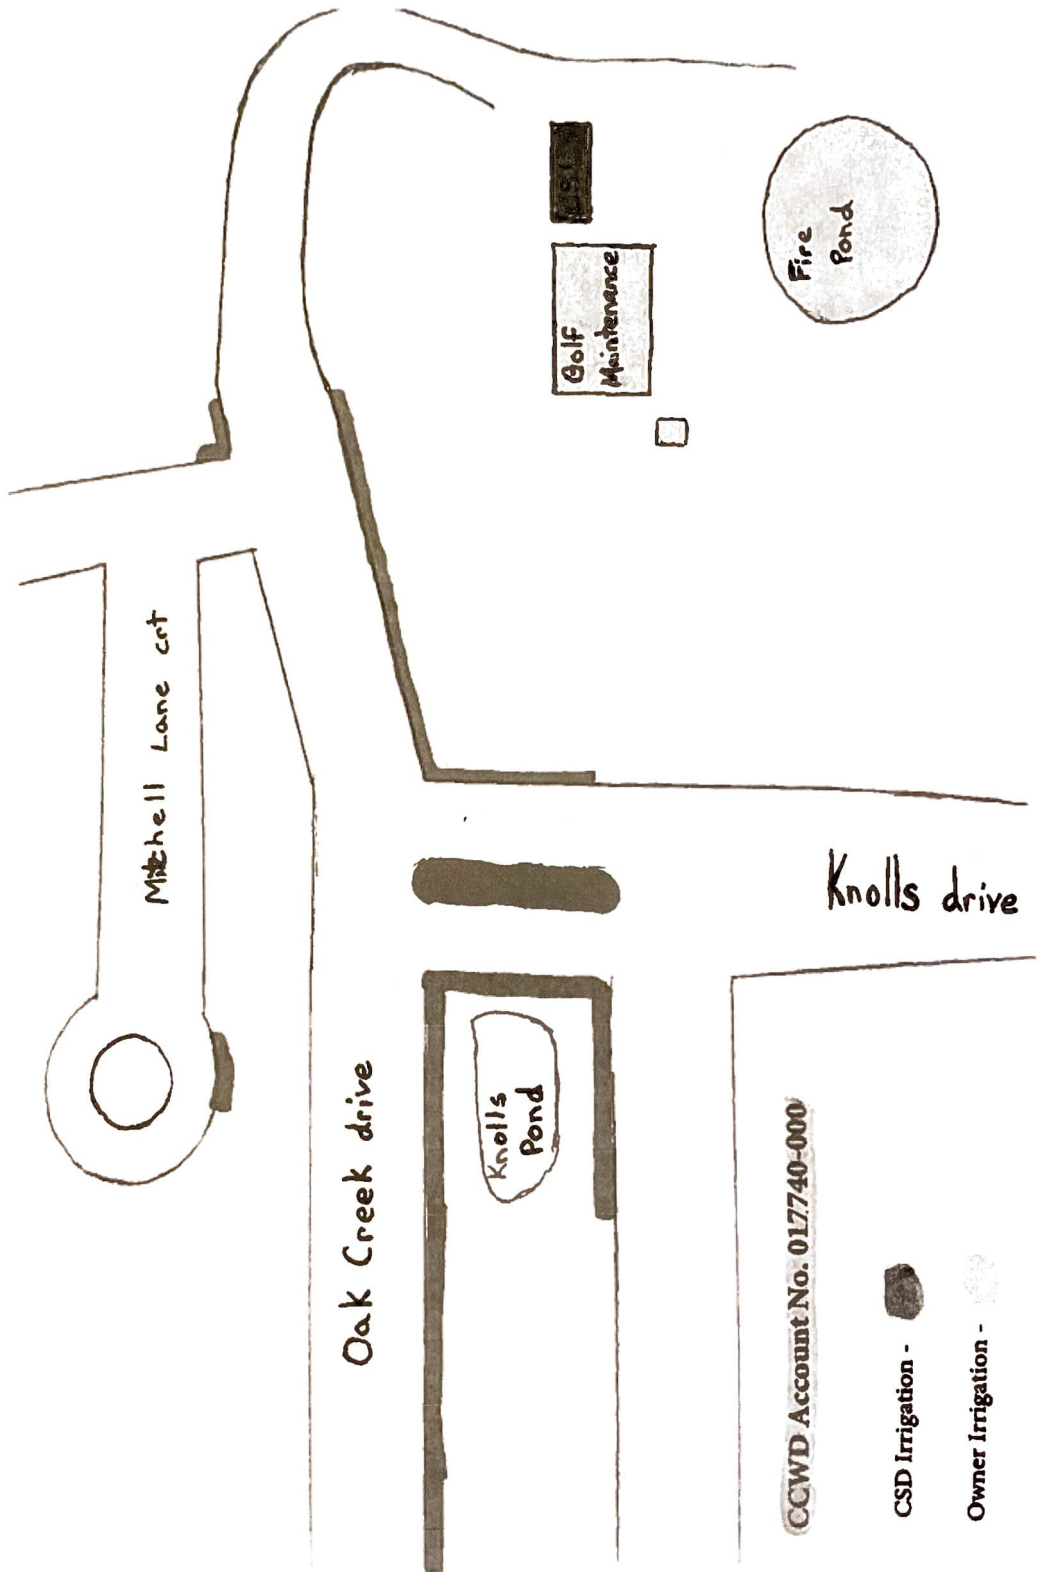 Mitchell Lane crt
Oak Creek drive
Knolls
Pond
Golf
Maintenance
Fire
Pond
Knolls drive
CCWD Account No. 017740-000
CSD Irrigation -
Owner Irrigation -